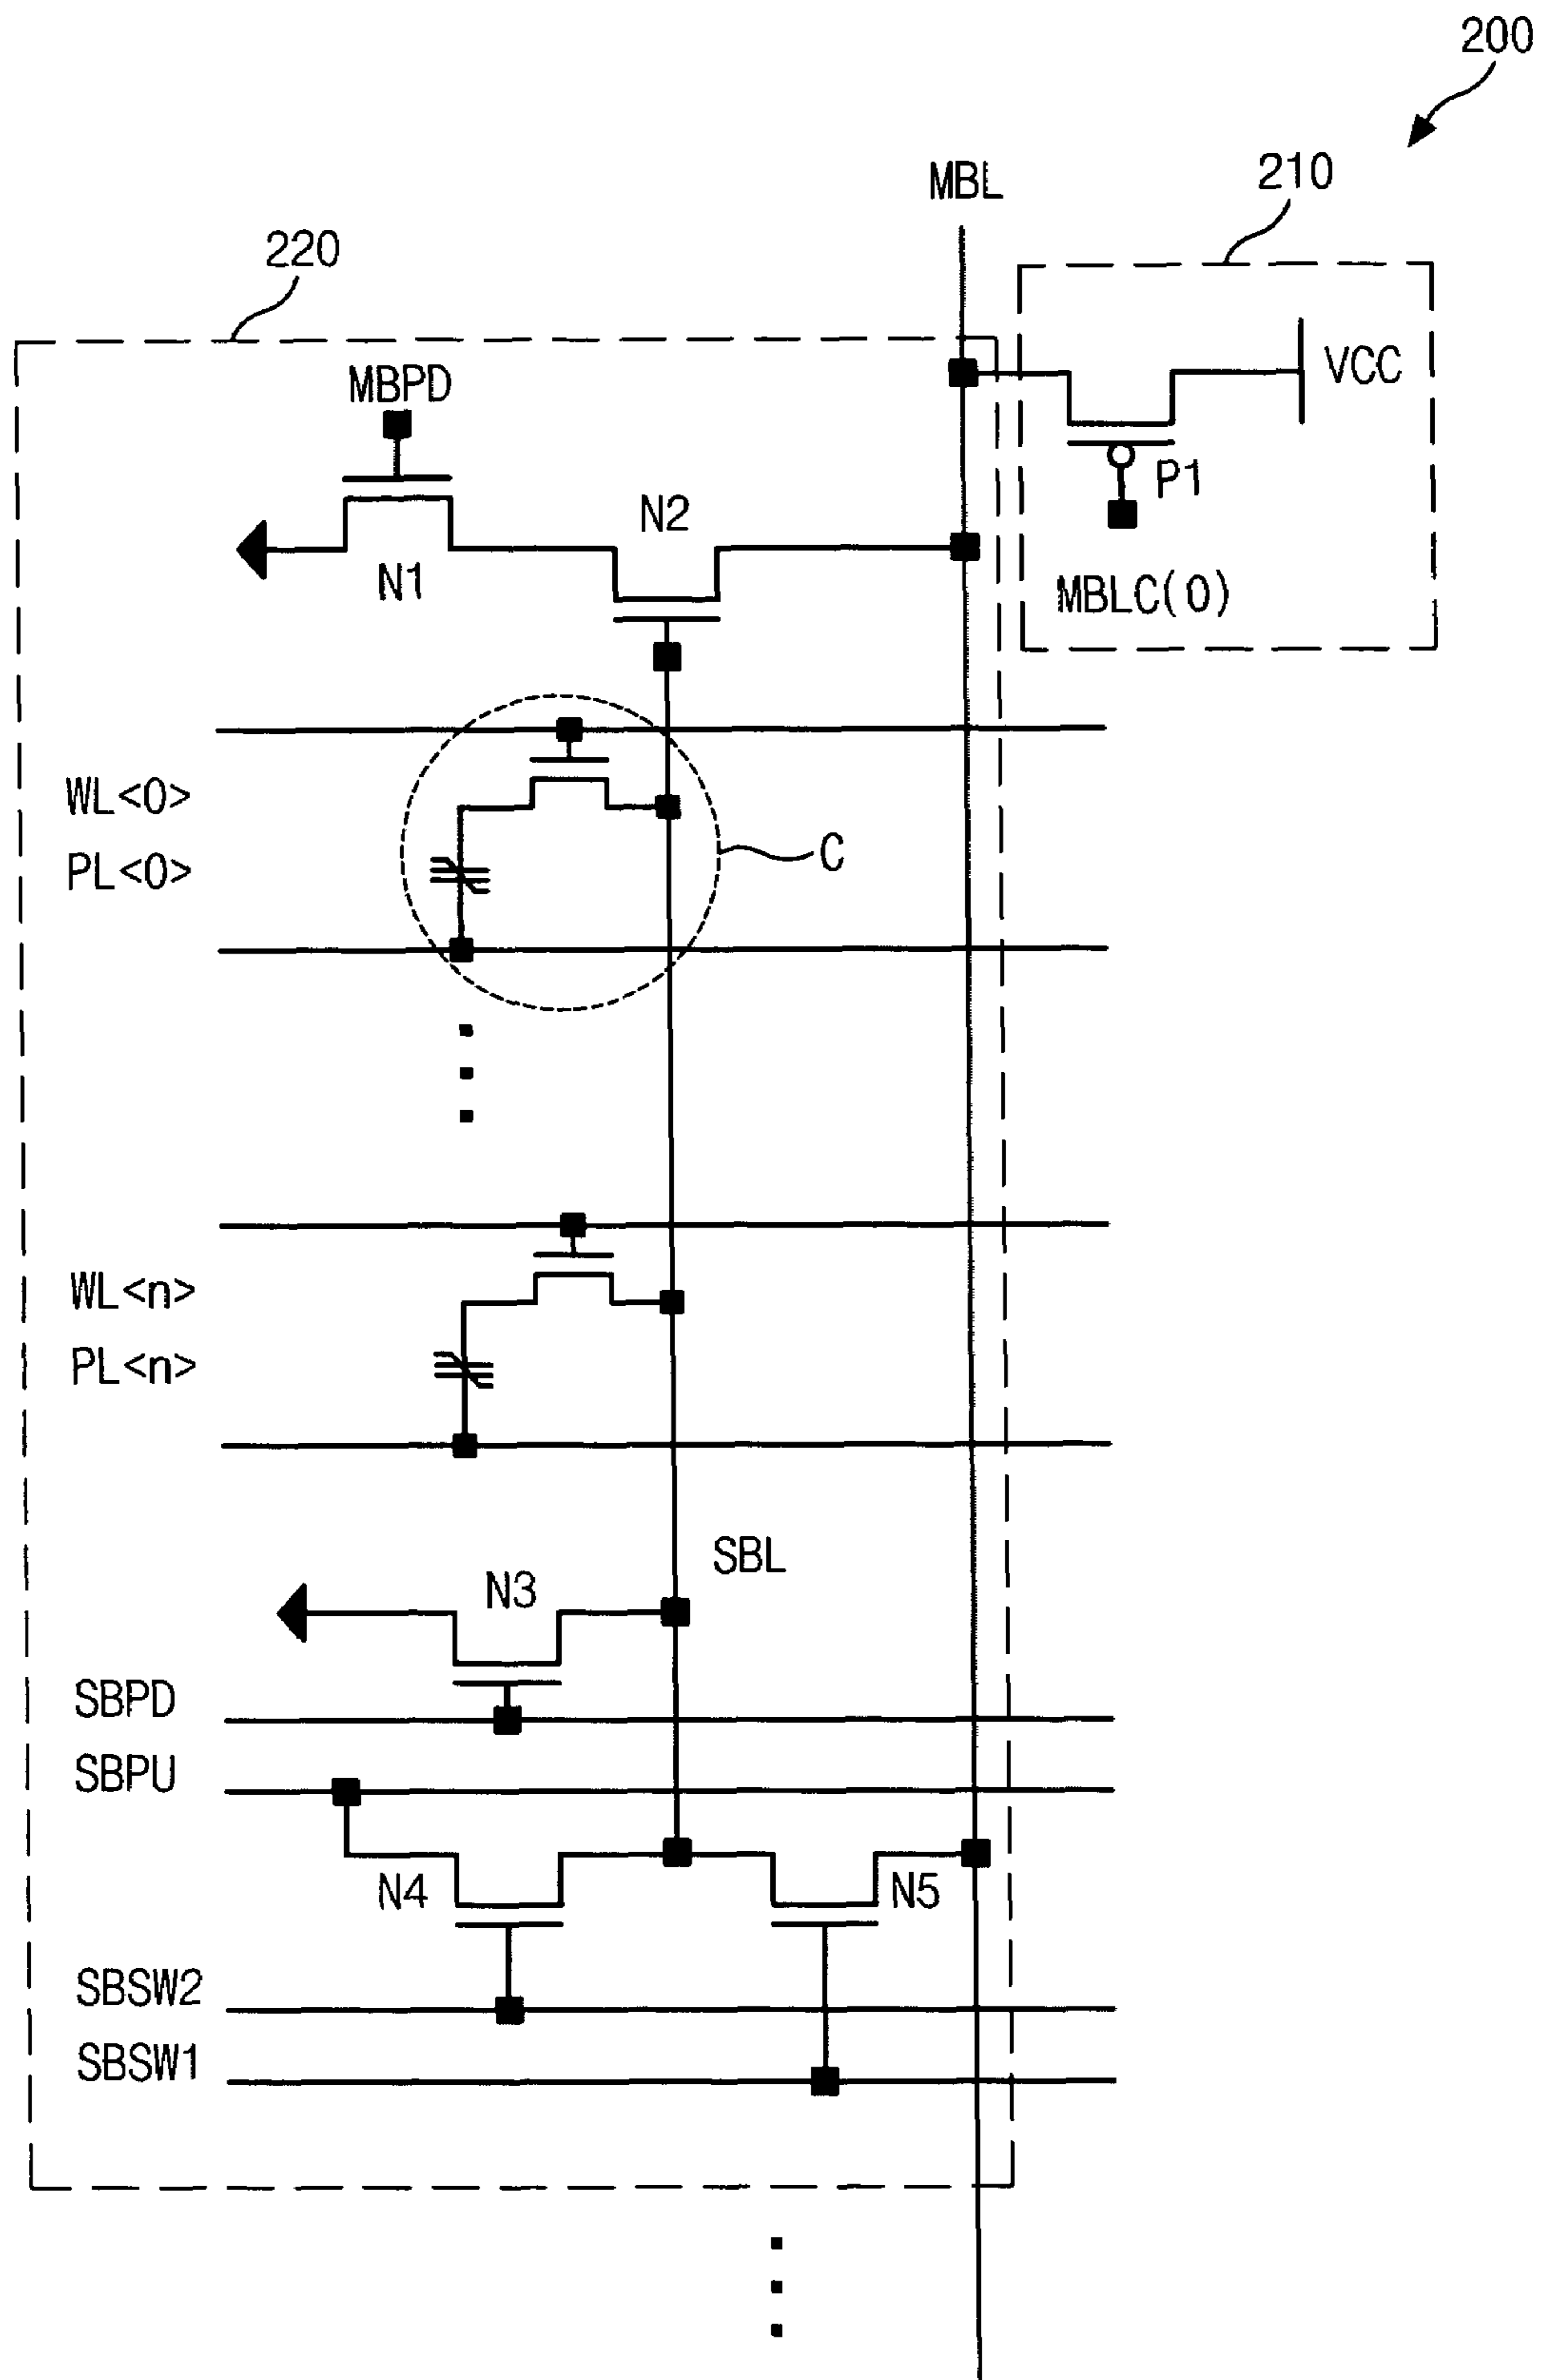 200
MBL
210
220
VCC
MBPD
P1
N2
N1
MBLC(0)
WL<0>
C
PL<0>
WL<n>
PL<n>
SBL
N3
SBPD
SBPU
N4
N5
SBSW2
SBSW1